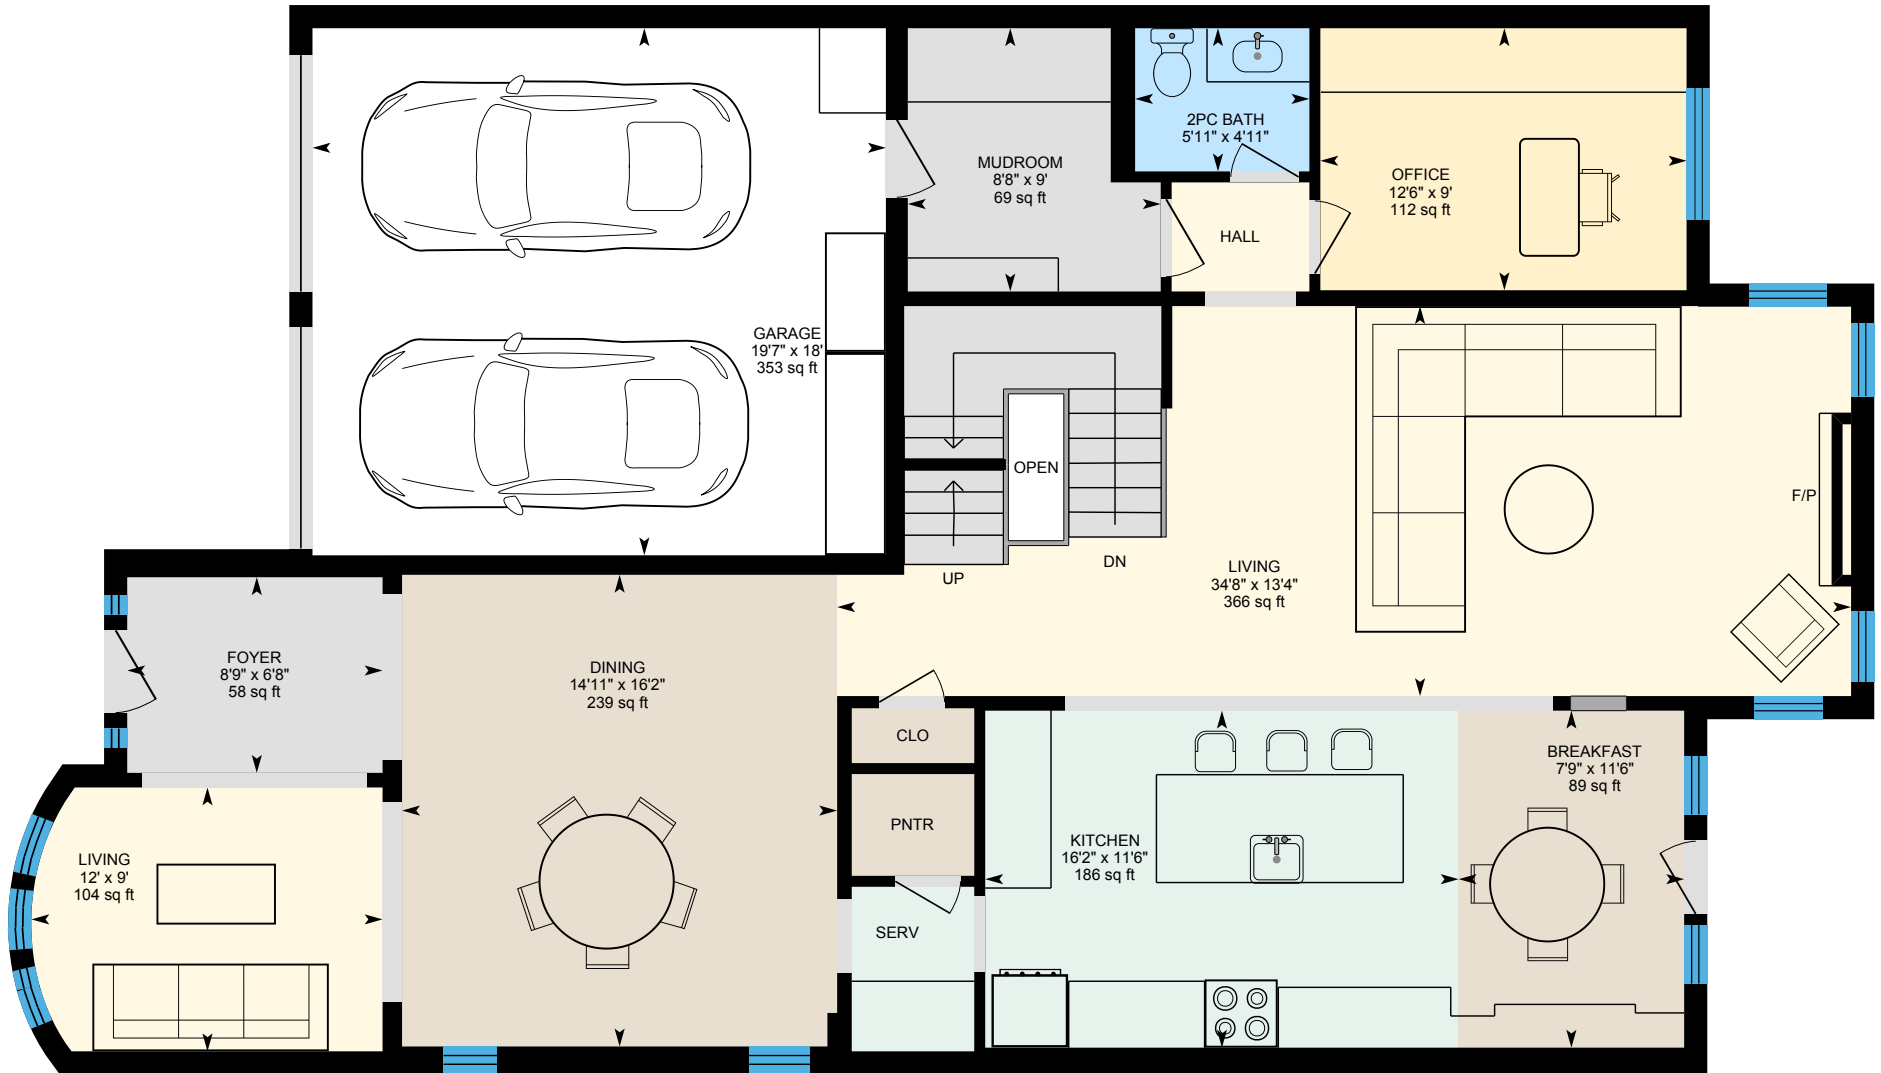 2PC BATH
5'11" x 4'11"
MUDROOM
8'8" x 9'
69 sq ft
OFFICE
12'6" x 9'
112 sq ft
HALL
GARAGE
19'7" x 18'
353 sq ft
OPEN
F/P
UP
DN
LIVING
34'8" x 13'4"
366 sq ft
FOYER
8'9" x 6'8"
58 sq ft
DINING
14'11" x 16'2"
239 sq ft
CLO
BREAKFAST
7'9" x 11'6"
89 sq ft
PNTR
KITCHEN
16'2" x 11'6"
186 sq ft
LIVING
12' x 9'
104 sq ft
SERV